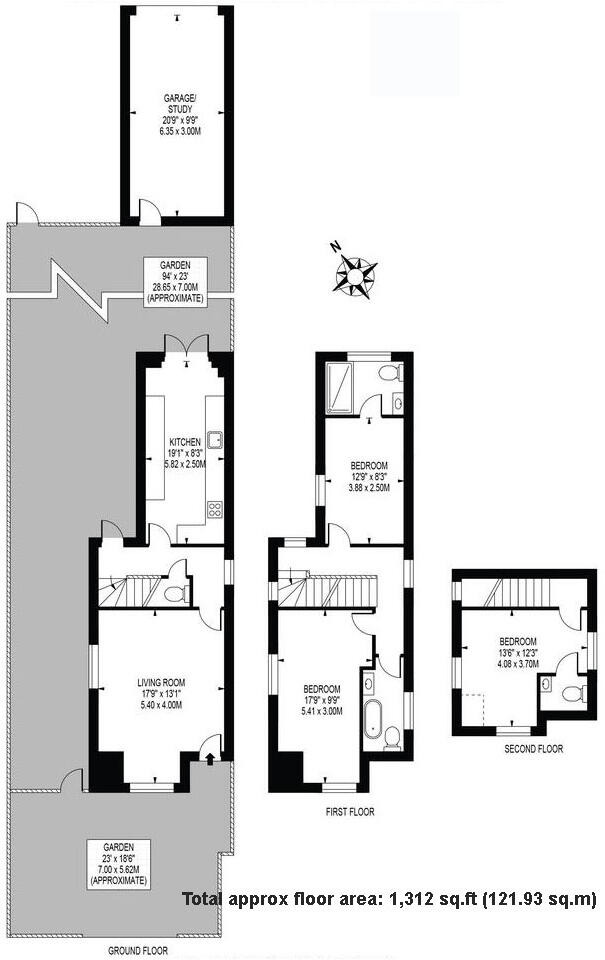 GARAGE/
STUDY
20'9" x 9'9"
6.35 x 3.00M
N
GARDEN
94' x 23'
28.65 x 7.00M
(APPROXIMATE)
KITCHEN
19'1" x 8'3"
5.82 x 2.50M
BEDROOM
12'9" x 8'3"
3.88 x 2.50M
LIVING ROOM
17'9" x 13'1"
5.40 x 4.00M
BEDROOM
17'9" x 9'9"
5.41 x 3.00M
BEDROOM
13'6" x 12'3"
4.08 x 3.70M
SECOND FLOOR
FIRST FLOOR
GARDEN
23' x 18'6"
7.00 x 5.62M
(APPROXIMATE)
Total approx floor area: 1,312 sq.ft (121.93 sq.m)
GROUND FLOOR